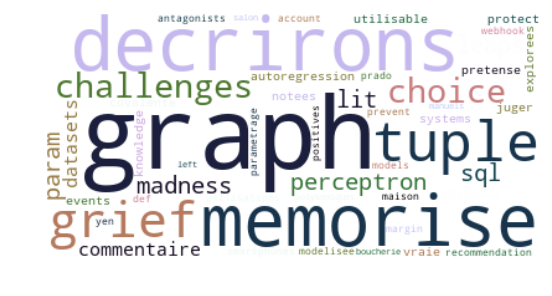 antagonists salon account utilisable protect
webhook
decrirons
explorees
pretense
autoregression prado
challenges
notees
lit
choice
juger
datasets
param
knowledge
graph
parametrage
positives
prevent
manuels
systems
tuple
left
models
sql
madness
perceptron
maison
events
def
yen
grief
memorise
margin
commentaire
modelisee
boucherie
vraie
recommendation